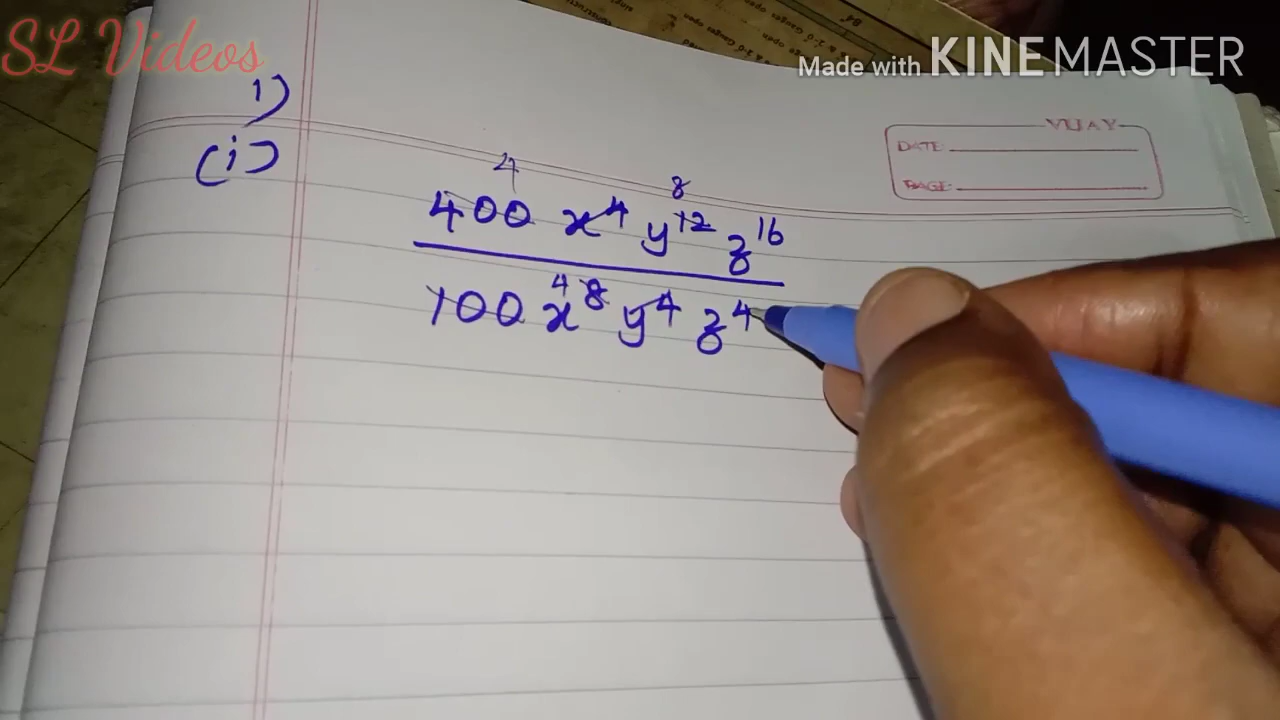 SL Videos
Made with KINEMASTER
1)
(i)
VIJAY
DATE:
PAGE:
4 8
400 x⁴ y¹² z¹⁶
4
100 x⁸ y⁴ z⁴